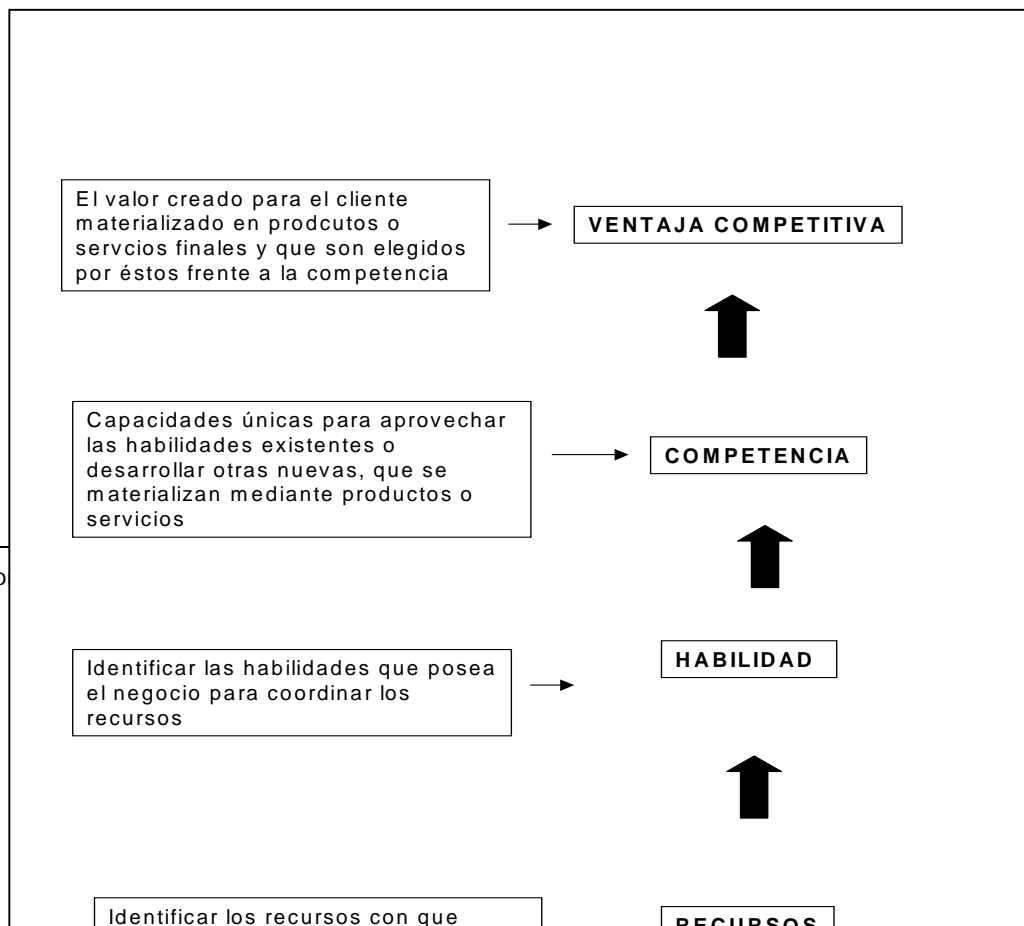 El valor creado para el cliente
materializado en prodcutos o
servcios finales y que son elegidos
por éstos frente a la competencia
VENTAJA COMPETITIVA
Capacidades únicas para aprovechar
las habilidades existentes o
desarrollar otras nuevas, que se
materializan mediante productos o
servicios
COMPETENCIA
Identificar las habilidades que posea
el negocio para coordinar los
recursos
HABILIDAD
Identificar los recursos con que
RECURSOS